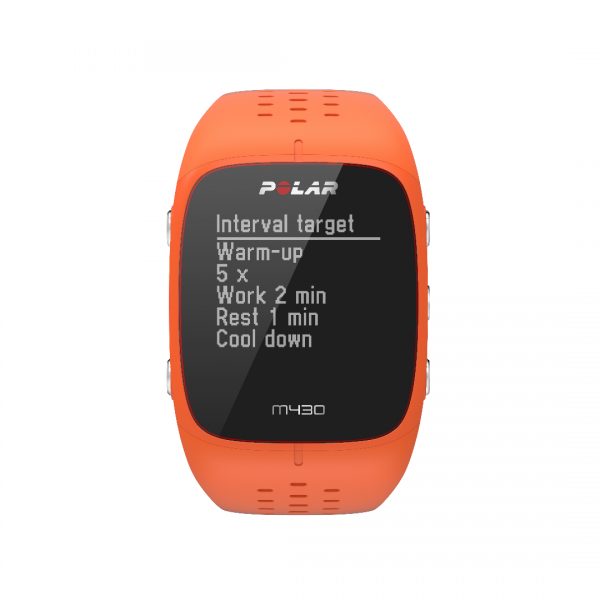 POLAR
Interval target
Warm-up
5 x
Work 2 min
Rest 1 min
Cool down
M430